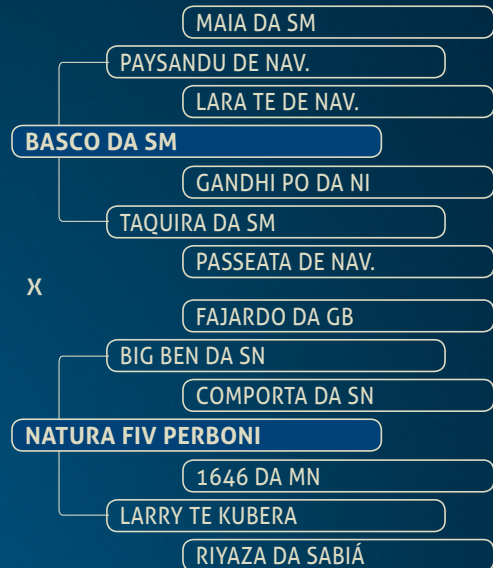 MAIA DA SM
PAYSANDU DE NAV.
LARA TE DE NAV.
BASCO DA SM
GANDHI PO DA NI
TAQUIRA DA SM
PASSEATA DE NAV.
X
FAJARDO DA GB
BIG BEN DA SN
COMPORTA DA SN
NATURA FIV PERBONI
1646 DA MN
LARRY TE KUBERA
RIYAZA DA SABIÁ